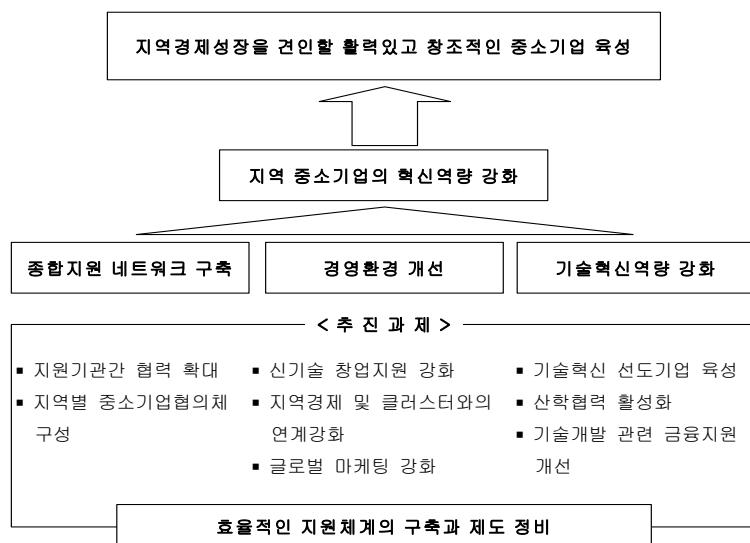 지역경제성장을 견인할 활력있고 창조적인 중소기업 육성
지역 중소기업의 혁신역량 강화
종합지원 네트워크 구축
경영환경 개선
기술혁신역량 강화
< 추 진 과 제 >
▪ 지원기관간 협력 확대
▪ 지역별 중소기업협의체
구성
▪ 신기술 창업지원 강화
▪ 지역경제 및 클러스터와의
연계강화
▪ 글로벌 마케팅 강화
▪ 기술혁신 선도기업 육성
▪ 산학협력 활성화
▪ 기술개발 관련 금융지원
개선
효율적인 지원체계의 구축과 제도 정비